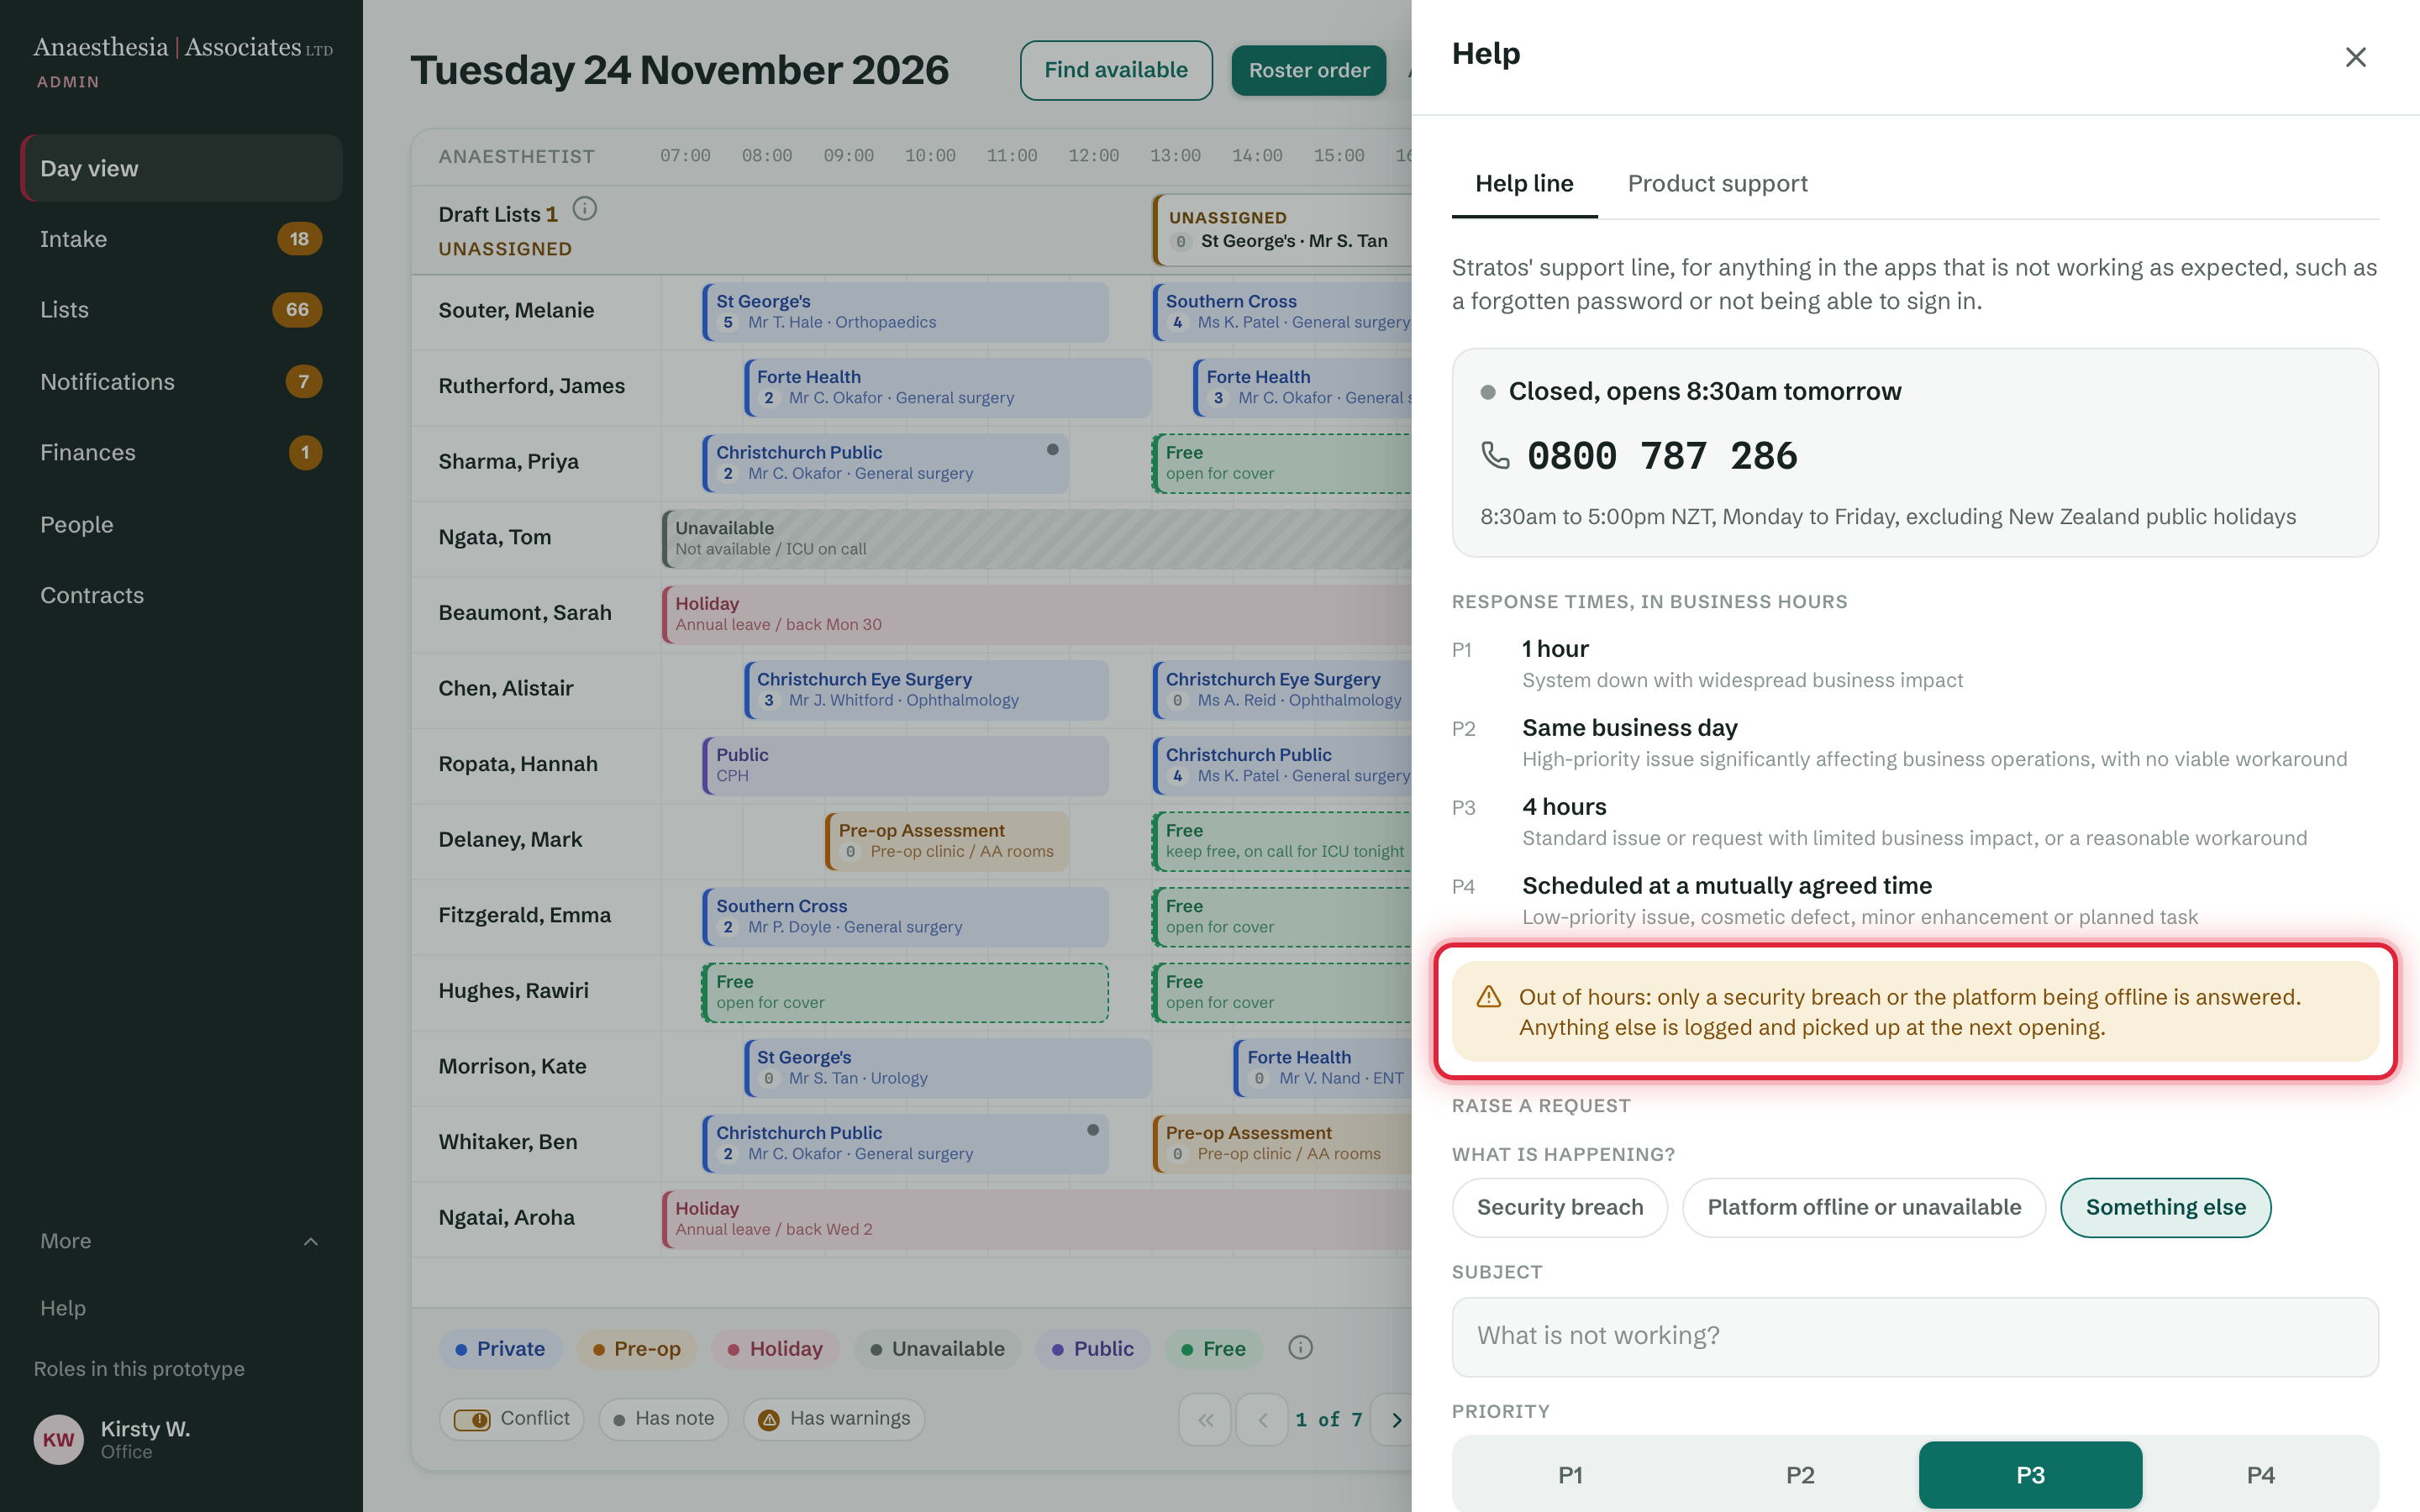 Anaesthesia | Associates LTD
ADMIN
Day view
Intake 18
Lists 66
Notifications 7
Finances 1
People
Contracts
More
Help
Roles in this prototype
KW
Kirsty W.
Office
Tuesday 24 November 2026
Find available
Roster order
ANAESTHETIST 07:00 08:00 09:00 10:00 11:00 12:00 13:00 14:00 15:00
Draft Lists 1
UNASSIGNED
UNASSIGNED
0 St George's · Mr S. Tan
Souter, Melanie
St George's
5 Mr T. Hale · Orthopaedics
Southern Cross
4 Ms K. Patel · General surgery
Rutherford, James
Forte Health
2 Mr C. Okafor · General surgery
Forte Health
3 Mr C. Okafor · General
Sharma, Priya
Christchurch Public
2 Mr C. Okafor · General surgery
Free
open for cover
Ngata, Tom
Unavailable
Not available / ICU on call
Beaumont, Sarah
Holiday
Annual leave / back Mon 30
Chen, Alistair
Christchurch Eye Surgery
3 Mr J. Whitford · Ophthalmology
Christchurch Eye Surgery
0 Ms A. Reid · Ophthalmology
Ropata, Hannah
Public
CPH
Christchurch Public
4 Ms K. Patel · General surgery
Delaney, Mark
Pre-op Assessment
0 Pre-op clinic / AA rooms
Free
keep free, on call for ICU tonight
Fitzgerald, Emma
Southern Cross
2 Mr P. Doyle · General surgery
Free
open for cover
Hughes, Rawiri
Free
open for cover
Free
open for cover
Morrison, Kate
St George's
0 Mr S. Tan · Urology
Forte Health
0 Mr V. Nand · ENT
Whitaker, Ben
Christchurch Public
2 Mr C. Okafor · General surgery
Pre-op Assessment
0 Pre-op clinic / AA rooms
Ngatai, Aroha
Holiday
Annual leave / back Wed 2
Private Pre-op Holiday Unavailable Public Free
Conflict Has note Has warnings
1 of 7
Help
Help line Product support
Stratos' support line, for anything in the apps that is not working as expected, such as
a forgotten password or not being able to sign in.
Closed, opens 8:30am tomorrow
0800 787 286
8:30am to 5:00pm NZT, Monday to Friday, excluding New Zealand public holidays
RESPONSE TIMES, IN BUSINESS HOURS
P1 1 hour
System down with widespread business impact
P2 Same business day
High-priority issue significantly affecting business operations, with no viable workaround
P3 4 hours
Standard issue or request with limited business impact, or a reasonable workaround
P4 Scheduled at a mutually agreed time
Low-priority issue, cosmetic defect, minor enhancement or planned task
Out of hours: only a security breach or the platform being offline is answered.
Anything else is logged and picked up at the next opening.
RAISE A REQUEST
WHAT IS HAPPENING?
Security breach Platform offline or unavailable Something else
SUBJECT
What is not working?
PRIORITY
P1 P2 P3 P4